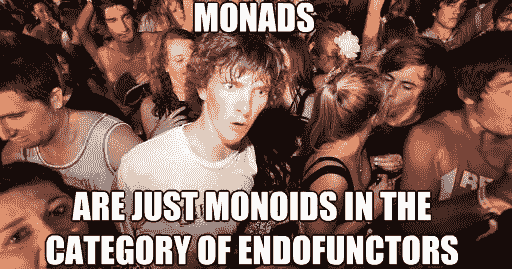 MONADS
ARE JUST MONOIDS IN THE
CATEGORY OF ENDOFUNCTORS